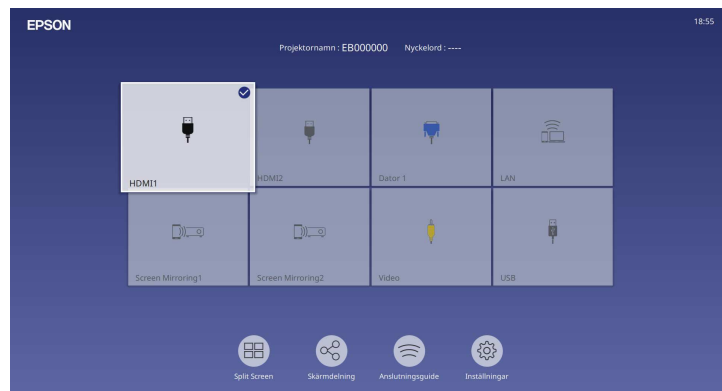 EPSON
18:55
Projektornamn : EB000000 Nyckelord : ----
HDMI1
HDMI2
Dator 1
LAN
Screen Mirroring1
Screen Mirroring2
Video
USB
Split Screen
Skärmdelning
Anslutningsguide
Inställningar